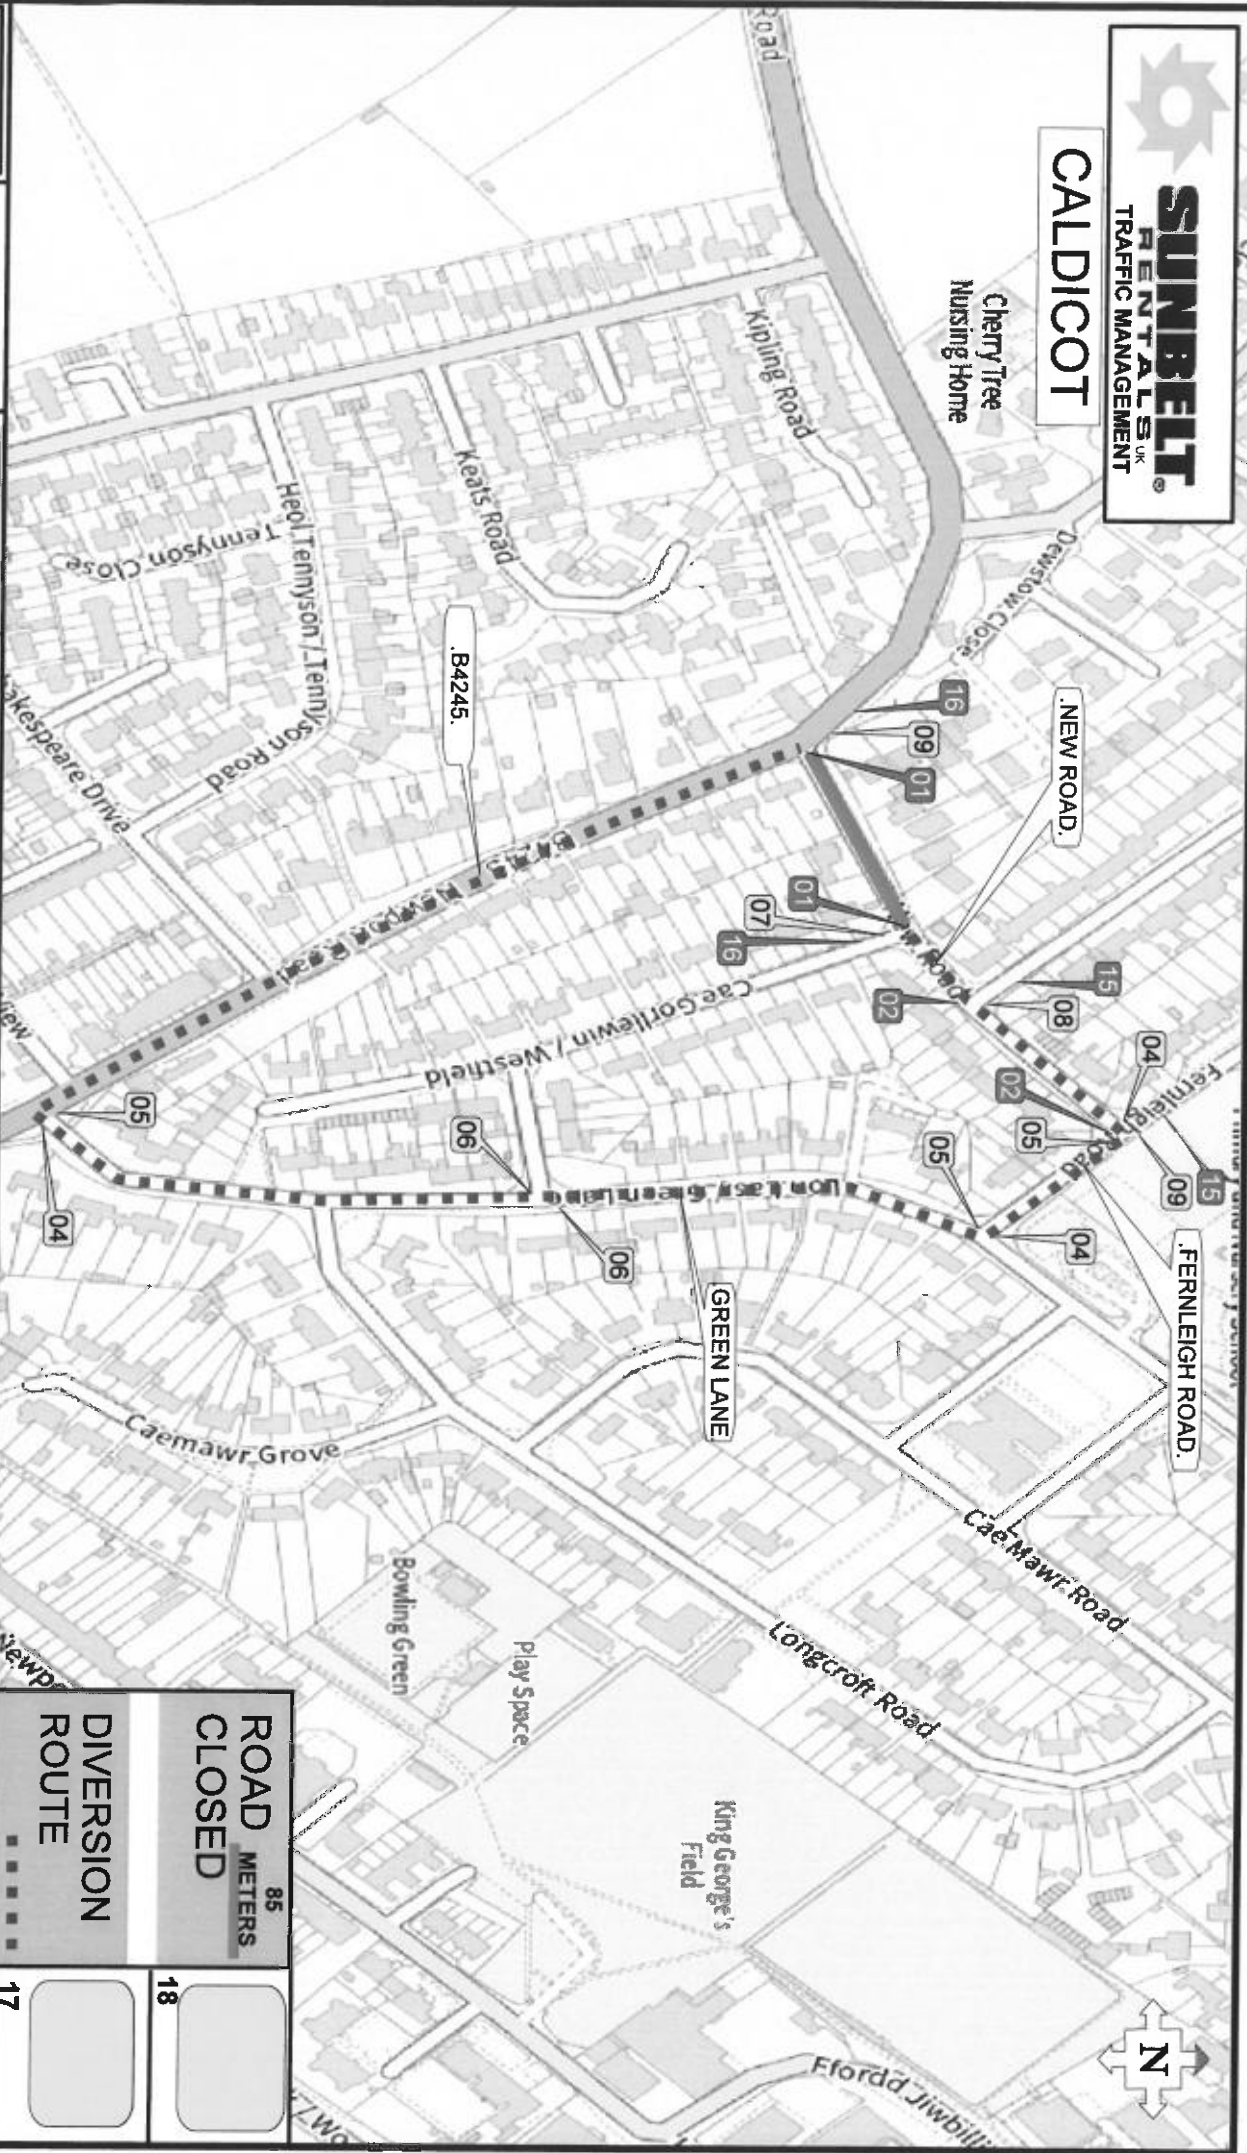 SUNBELT®
RENTALS UK
TRAFFIC MANAGEMENT
CALDICOT
N
Road
Cherry Tree
Nursing Home
Kipling Road
Keats Road
Heol Tennyson / Tennyson Road
Tennyson Close
Dewstow Close
.B4245.
.NEW ROAD.
16
09
01
01
07
16
02
08
15
04
02
05
09
15
Fernleigh Road
.FERNLEIGH ROAD.
04
05
06
06
GREEN LANE
Lon Las / Green Lane
Cae Gorllewin / Westfield
05
04
Caemawr Grove
Cae Mawr Road
Longcroft Road
Bowling Green
Play Space
King George's
Field
ROAD
CLOSED
85
METERS
DIVERSION
ROUTE
18
17